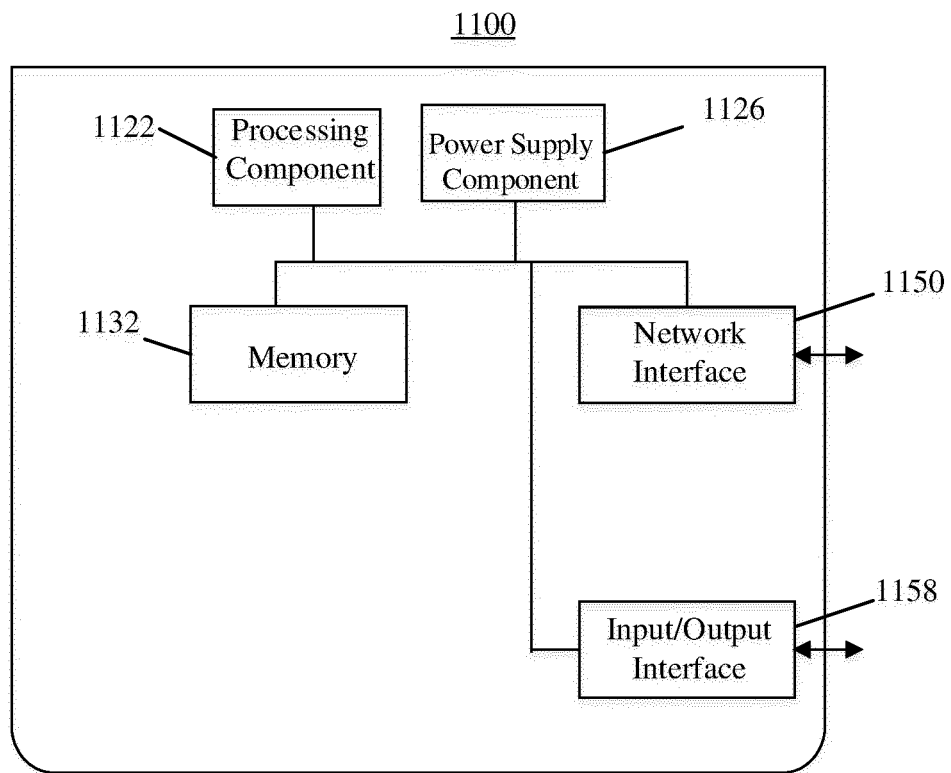 1100
1122
Processing
Component
Power Supply
Component
1126
1132
Memory
Network
Interface
1150
Input/Output
Interface
1158